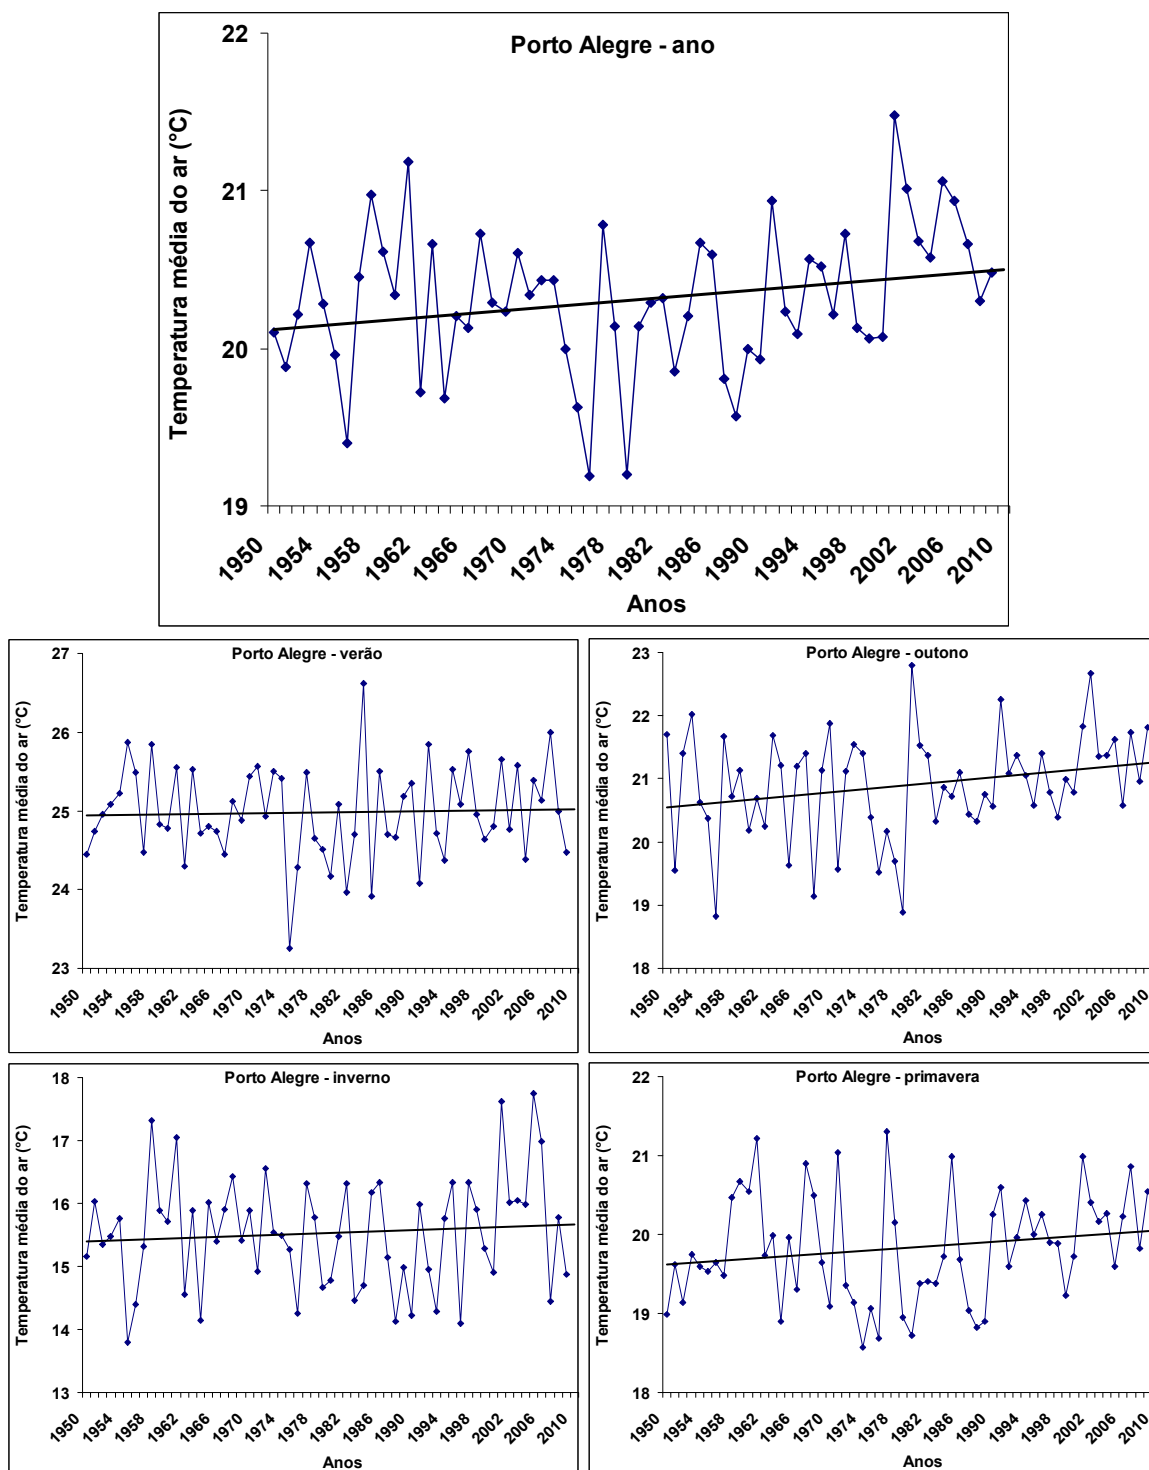 Porto Alegre - ano
Temperatura média do ar (°C)
22
21
20
19
1950 1954 1958 1962 1966 1970 1974 1978 1982 1986 1990 1994 1998 2002 2006 2010
Anos
Porto Alegre - verão
Temperatura média do ar (°C)
27
26
25
24
23
1950 1954 1958 1962 1966 1970 1974 1978 1982 1986 1990 1994 1998 2002 2006 2010
Anos
Porto Alegre - outono
Temperatura média do ar (°C)
23
22
21
20
19
18
1950 1954 1958 1962 1966 1970 1974 1978 1982 1986 1990 1994 1998 2002 2006 2010
Anos
Porto Alegre - inverno
Temperatura média do ar (°C)
18
17
16
15
14
13
1950 1954 1958 1962 1966 1970 1974 1978 1982 1986 1990 1994 1998 2002 2006 2010
Anos
Porto Alegre - primavera
Temperatura média do ar (°C)
22
21
20
19
18
1950 1954 1958 1962 1966 1970 1974 1978 1982 1986 1990 1994 1998 2002 2006 2010
Anos